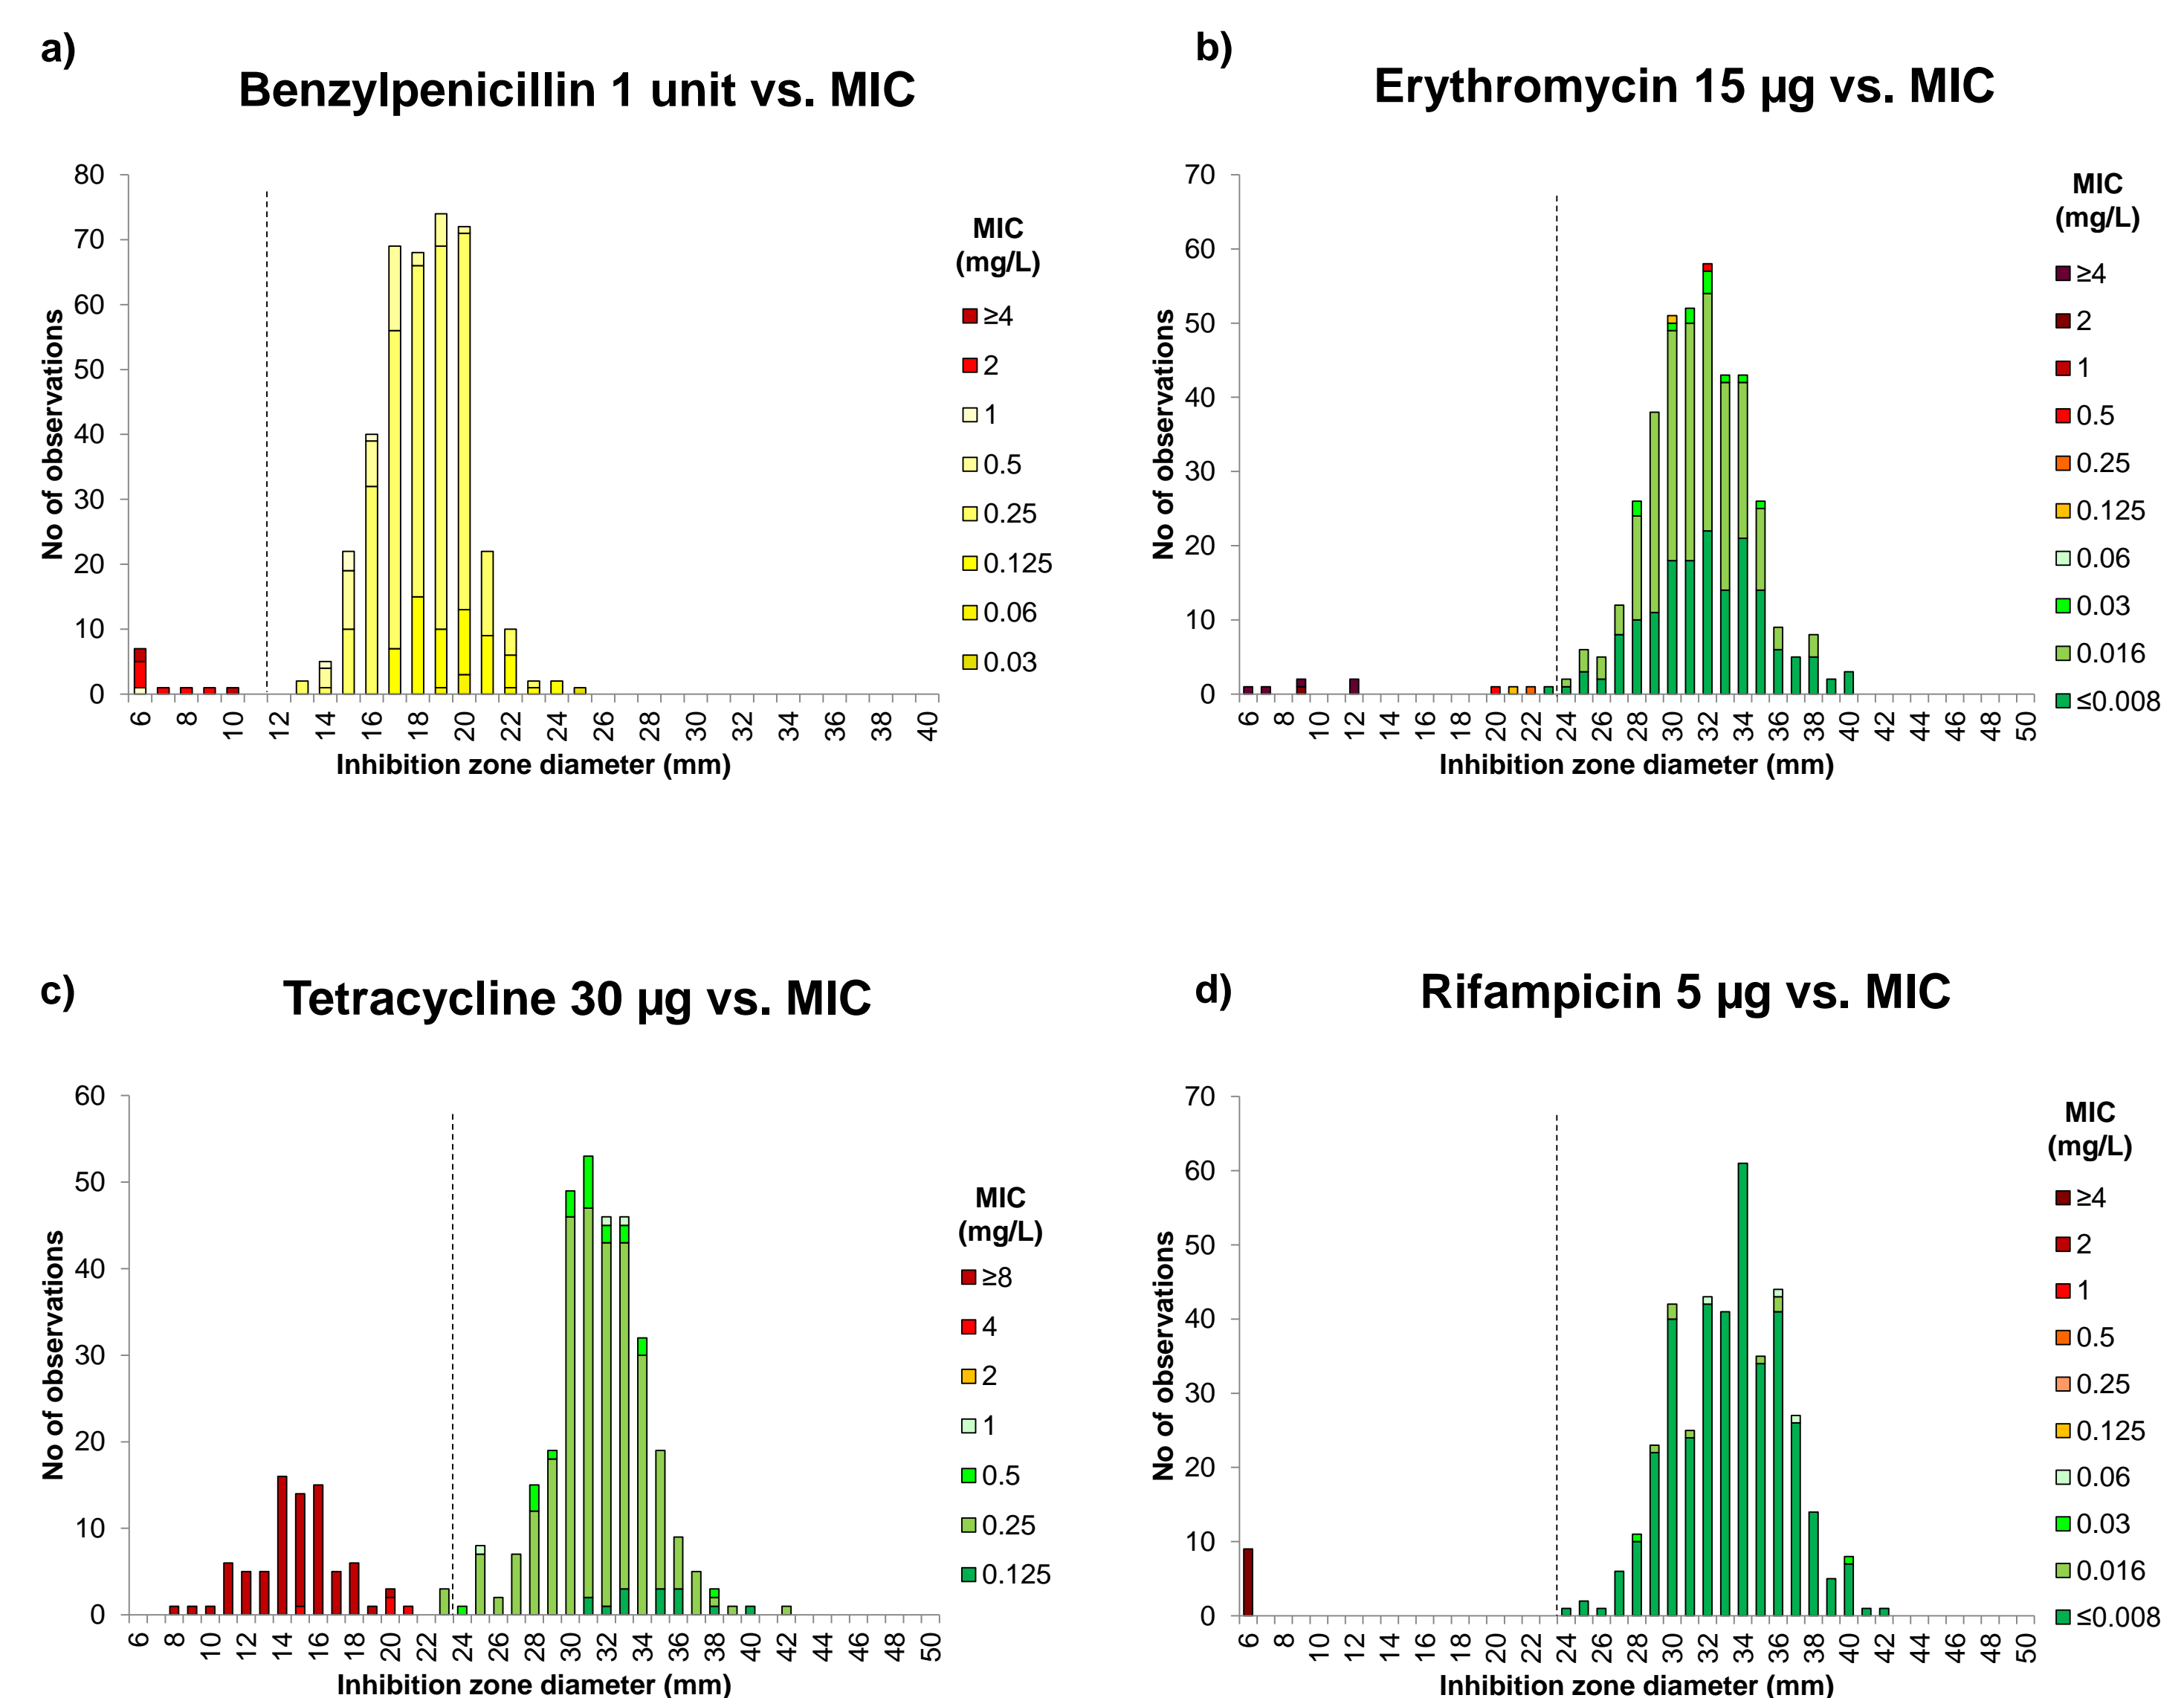 a)
Benzylpenicillin 1 unit vs. MIC
80
70
60
50
40
30
20
10
0
No of observations
6 8 10 12 14 16 17 18 19 20 22 26 28 30 32 34 36 38 40
Inhibition zone diameter (mm)
MIC
(mg/L)
≥4
2
1
0.5
0.25
0.125
0.06
0.03
b)
Erythromycin 15 µg vs. MIC
70
60
50
40
30
20
10
0
No of observations
6 8 10 12 14 16 18 20 22 24 26 28 30 32 34 36 38 40 42 44 46 48 50
Inhibition zone diameter (mm)
MIC
(mg/L)
≥4
2
1
0.5
0.25
0.125
0.06
0.03
0.016
≤0.008
c)
Tetracycline 30 µg vs. MIC
60
50
40
30
20
10
0
No of observations
6 8 10 12 14 16 18 20 22 24 26 28 30 32 34 36 38 40 42 44 46 48 50
Inhibition zone diameter (mm)
MIC
(mg/L)
≥8
4
2
1
0.5
0.25
0.125
d)
Rifampicin 5 µg vs. MIC
70
60
50
40
30
20
10
0
No of observations
6 8 10 12 14 16 18 20 22 24 26 28 30 32 34 36 38 40 42 44 46 48 50
Inhibition zone diameter (mm)
MIC
(mg/L)
≥4
2
1
0.5
0.25
0.125
0.06
0.03
0.016
≤0.008